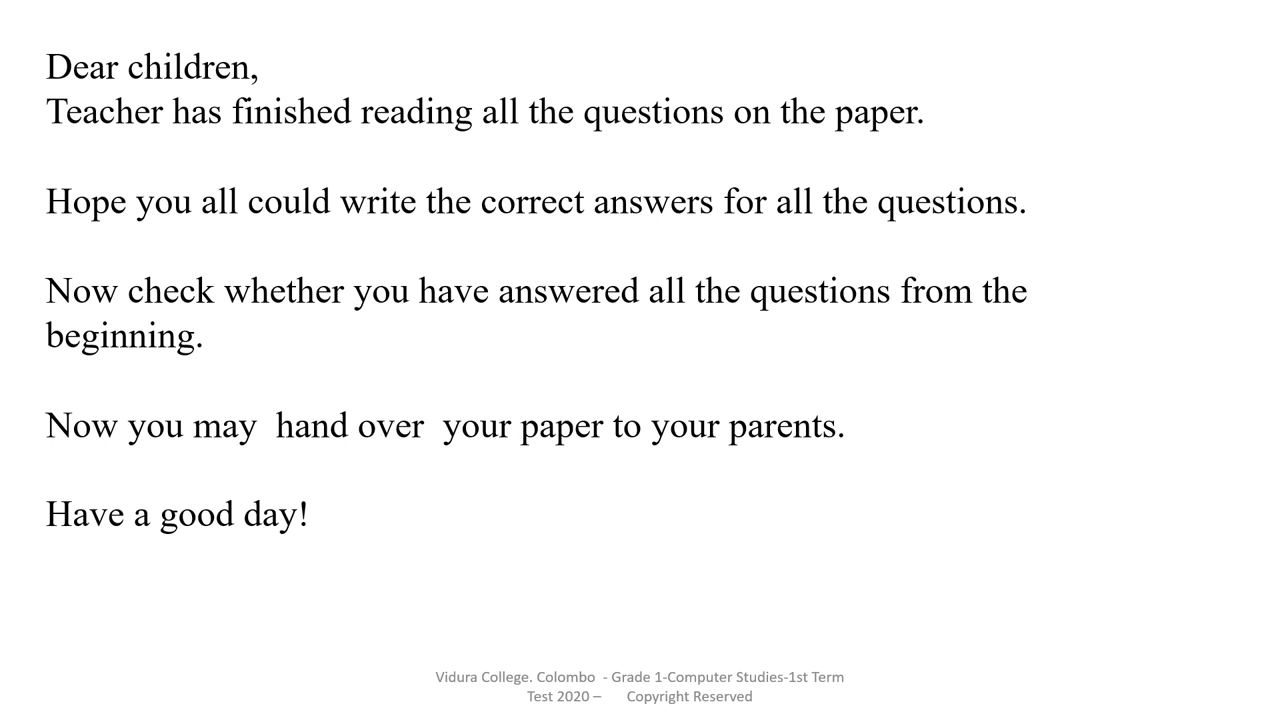 Dear children,
Teacher has finished reading all the questions on the paper.
Hope you all could write the correct answers for all the questions.
Now check whether you have answered all the questions from the
beginning.
Now you may  hand over  your paper to your parents.
Have a good day!
Vidura College. Colombo  - Grade 1-Computer Studies-1st Term
Test 2020 –      Copyright Reserved